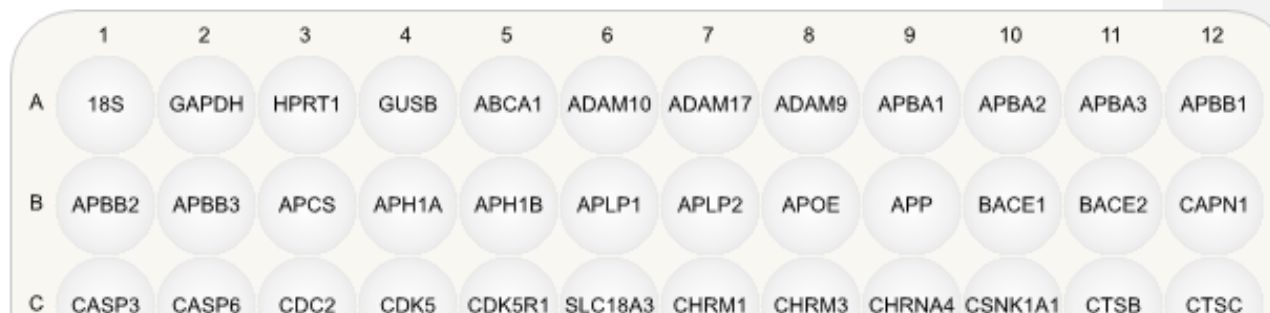 1 2 3 4 5 6 7 8 9 10 11 12
A 18S GAPDH HPRT1 GUSB ABCA1 ADAM10 ADAM17 ADAM9 APBA1 APBA2 APBA3 APBB1
B APBB2 APBB3 APCS APH1A APH1B APLP1 APLP2 APOE APP BACE1 BACE2 CAPN1
C CASP3 CASP6 CDC2 CDK5 CDK5R1 SLC18A3 CHRM1 CHRM3 CHRNA4 CSNK1A1 CTSB CTSC